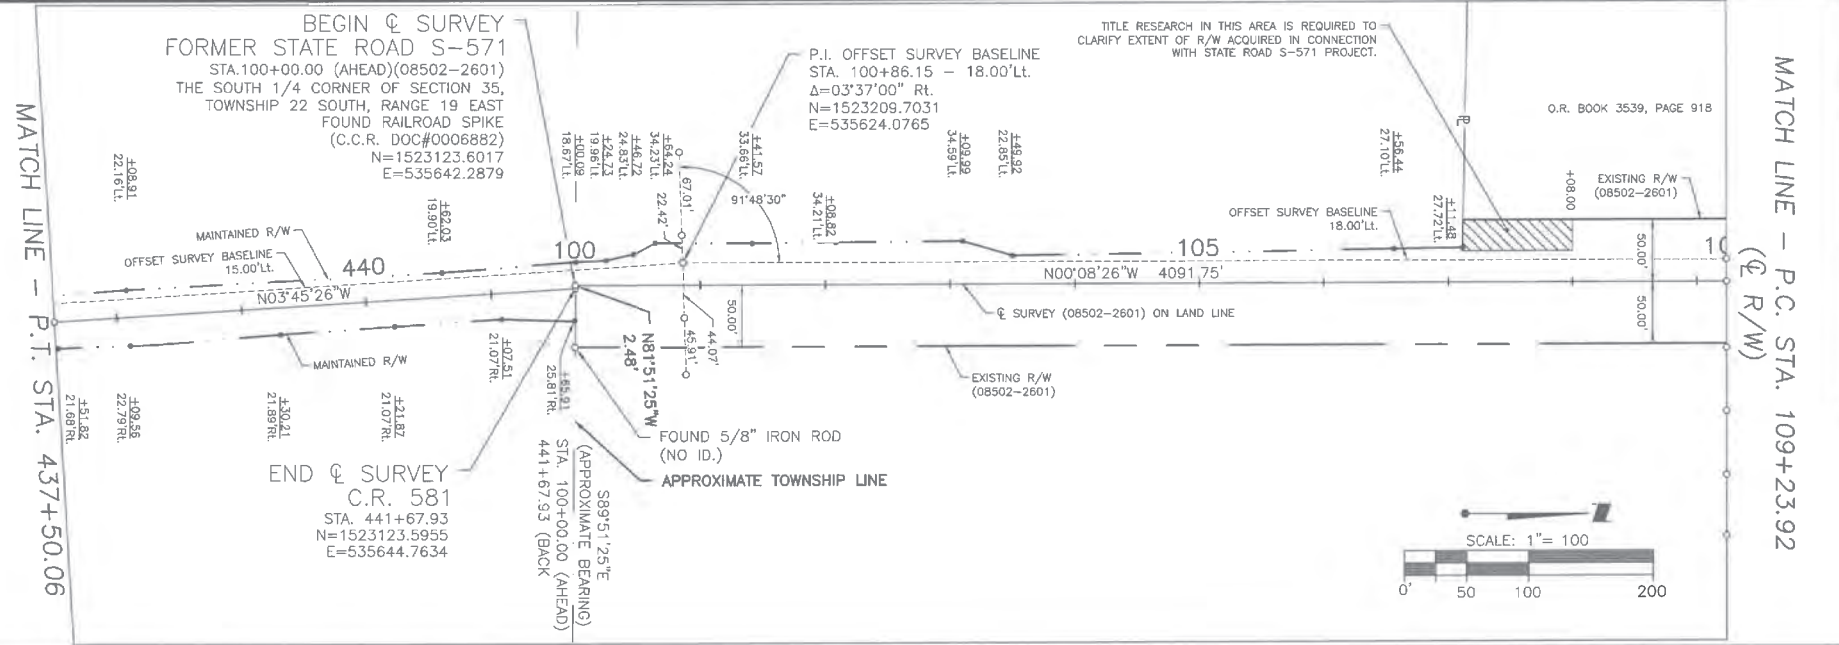 BEGIN ℄ SURVEY
FORMER STATE ROAD S-571
STA.100+00.00 (AHEAD)(08502-2601)
THE SOUTH 1/4 CORNER OF SECTION 35,
TOWNSHIP 22 SOUTH, RANGE 19 EAST
FOUND RAILROAD SPIKE
(C.C.R. DOC#0006882)
N=1523123.6017
E=535642.2879
P.I. OFFSET SURVEY BASELINE
STA. 100+86.15 - 18.00'Lt.
Δ=03°37'00" Rt.
N=1523209.7031
E=535624.0765
TITLE RESEARCH IN THIS AREA IS REQUIRED TO
CLARIFY EXTENT OF R/W ACQUIRED IN CONNECTION
WITH STATE ROAD S-571 PROJECT.
O.R. BOOK 3539, PAGE 918
MATCH LINE - P.T. STA. 437+50.06
MATCH LINE - P.C. STA. 109+23.92
(℄ R/W)
+08.91
22.16'Lt.
+62.03
19.90'Lt.
+00.09
18.67'Lt.
+24.73
19.96'Lt.
+46.72
24.83'Lt.
+64.24
34.23'Lt.
+41.57
33.66'Lt.
+08.82
34.21'Lt.
+09.99
34.59'Lt.
+49.92
22.85'Lt.
+56.44
27.10'Lt.
+11.48
27.72'Lt.
+08.00
PL
EXISTING R/W
(08502-2601)
MAINTAINED R/W
OFFSET SURVEY BASELINE
15.00'Lt.
440
100
67.01'
22.42'
91°48'30"
OFFSET SURVEY BASELINE
18.00'Lt.
105
10
50.00'
50.00'
N03°45'26"W
N00°08'26"W 4091.75'
℄ SURVEY (08502-2601) ON LAND LINE
MAINTAINED R/W
50.00'
44.07'
45.91'
N81°51'25"W
2.48'
EXISTING R/W
(08502-2601)
+51.82
21.68'Rt.
+09.56
22.79'Rt.
+30.21
21.89'Rt.
+21.87
21.07'Rt.
+07.51
21.07'Rt.
+65.91
25.81'Rt.
FOUND 5/8" IRON ROD
(NO ID.)
APPROXIMATE TOWNSHIP LINE
END ℄ SURVEY
C.R. 581
STA. 441+67.93
N=1523123.5955
E=535644.7634
S89°51'25"E
(APPROXIMATE BEARING)
STA. 100+00.00 (AHEAD)
441+67.93 (BACK
N
SCALE: 1"= 100
0' 50 100 200